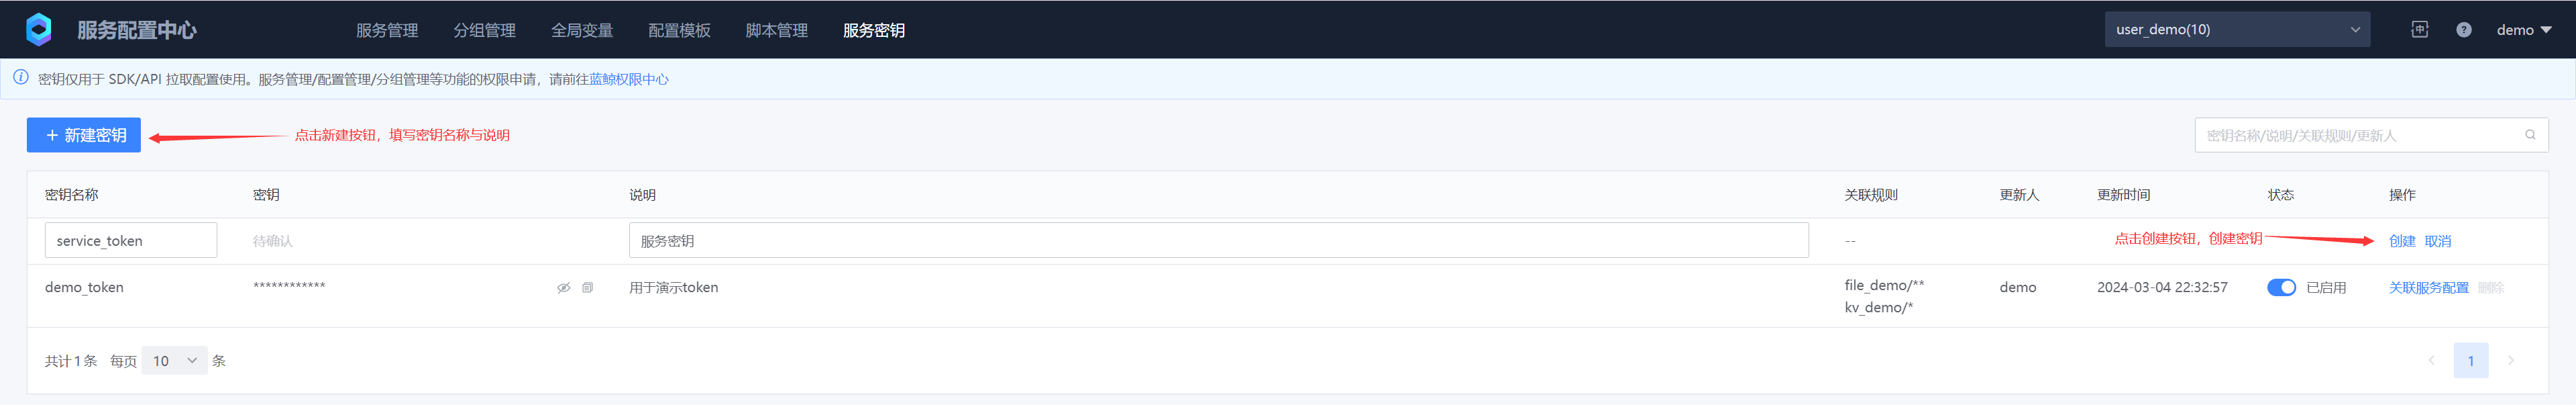 服务配置中心 服务管理 分组管理 全局变量 配置模板 脚本管理 服务密钥 user_demo(10) 中 ? demo
密钥仅用于 SDK/API 拉取配置使用。服务管理/配置管理/分组管理等功能的权限申请，请前往蓝鲸权限中心
+ 新建密钥 点击新建按钮，填写密钥名称与说明 密钥名称/说明/关联规则/更新人
密钥名称 密钥 说明 关联规则 更新人 更新时间 状态 操作
service_token 待确认 服务密钥 -- 点击创建按钮，创建密钥 创建 取消
demo_token ************ 用于演示token file_demo/** demo 2024-03-04 22:32:57 已启用 关联服务配置 删除
kv_demo/*
共计 1 条 每页 10 条 1